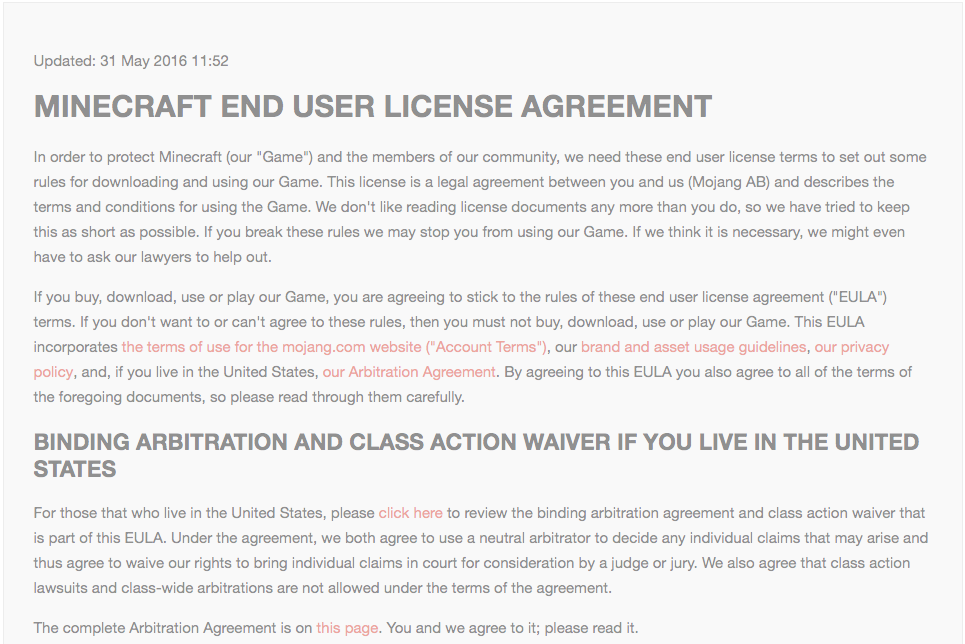 Updated: 31 May 2016 11:52
MINECRAFT END USER LICENSE AGREEMENT
In order to protect Minecraft (our "Game") and the members of our community, we need these end user license terms to set out some
rules for downloading and using our Game. This license is a legal agreement between you and us (Mojang AB) and describes the
terms and conditions for using the Game. We don't like reading license documents any more than you do, so we have tried to keep
this as short as possible. If you break these rules we may stop you from using our Game. If we think it is necessary, we might even
have to ask our lawyers to help out.
If you buy, download, use or play our Game, you are agreeing to stick to the rules of these end user license agreement ("EULA")
terms. If you don't want to or can't agree to these rules, then you must not buy, download, use or play our Game. This EULA
incorporates the terms of use for the mojang.com website ("Account Terms"), our brand and asset usage guidelines, our privacy
policy, and, if you live in the United States, our Arbitration Agreement. By agreeing to this EULA you also agree to all of the terms of
the foregoing documents, so please read through them carefully.
BINDING ARBITRATION AND CLASS ACTION WAIVER IF YOU LIVE IN THE UNITED
STATES
For those that who live in the United States, please click here to review the binding arbitration agreement and class action waiver that
is part of this EULA. Under the agreement, we both agree to use a neutral arbitrator to decide any individual claims that may arise and
thus agree to waive our rights to bring individual claims in court for consideration by a judge or jury. We also agree that class action
lawsuits and class-wide arbitrations are not allowed under the terms of the agreement.
The complete Arbitration Agreement is on this page. You and we agree to it; please read it.